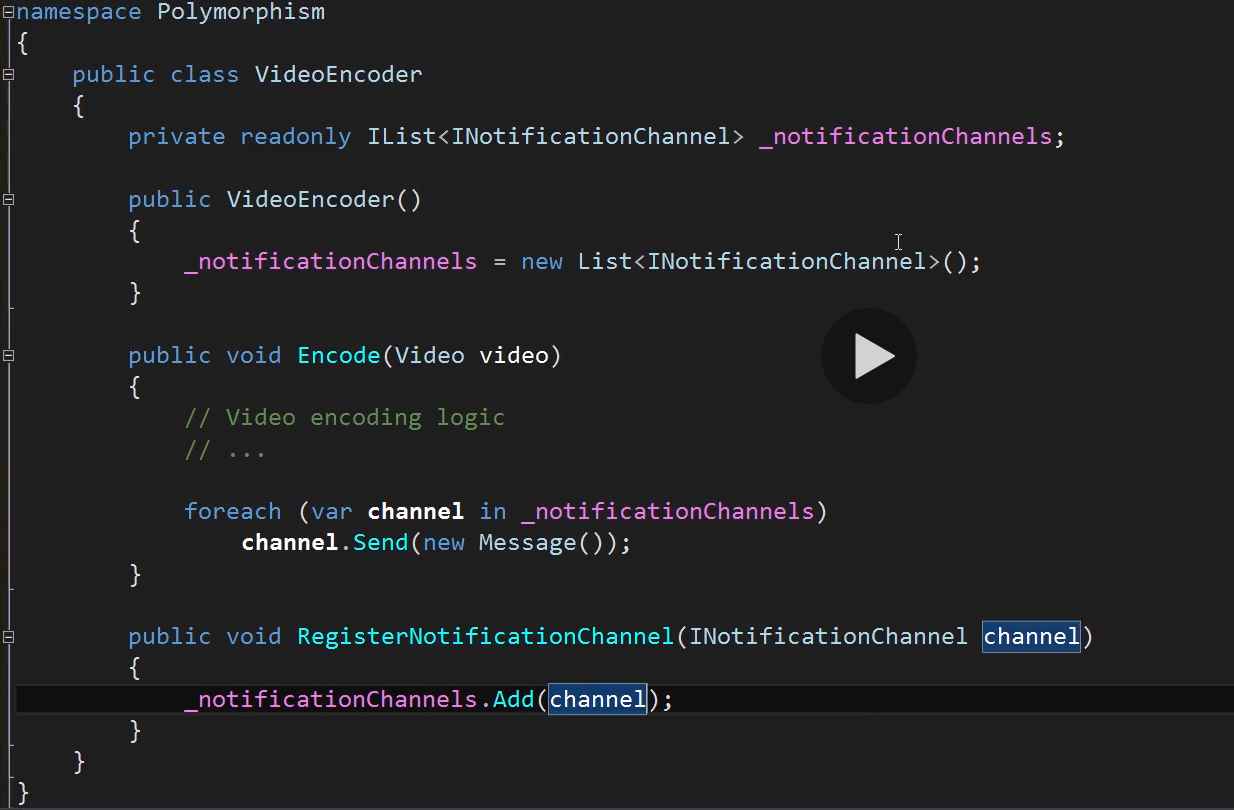 namespace Polymorphism
{
    public class VideoEncoder
    {
        private readonly IList<INotificationChannel> _notificationChannels;

        public VideoEncoder()
        {
            _notificationChannels = new List<INotificationChannel>();
        }

        public void Encode(Video video)
        {
            // Video encoding logic
            // ...

            foreach (var channel in _notificationChannels)
                channel.Send(new Message());
        }

        public void RegisterNotificationChannel(INotificationChannel channel)
        {
            _notificationChannels.Add(channel);
        }
    }
}